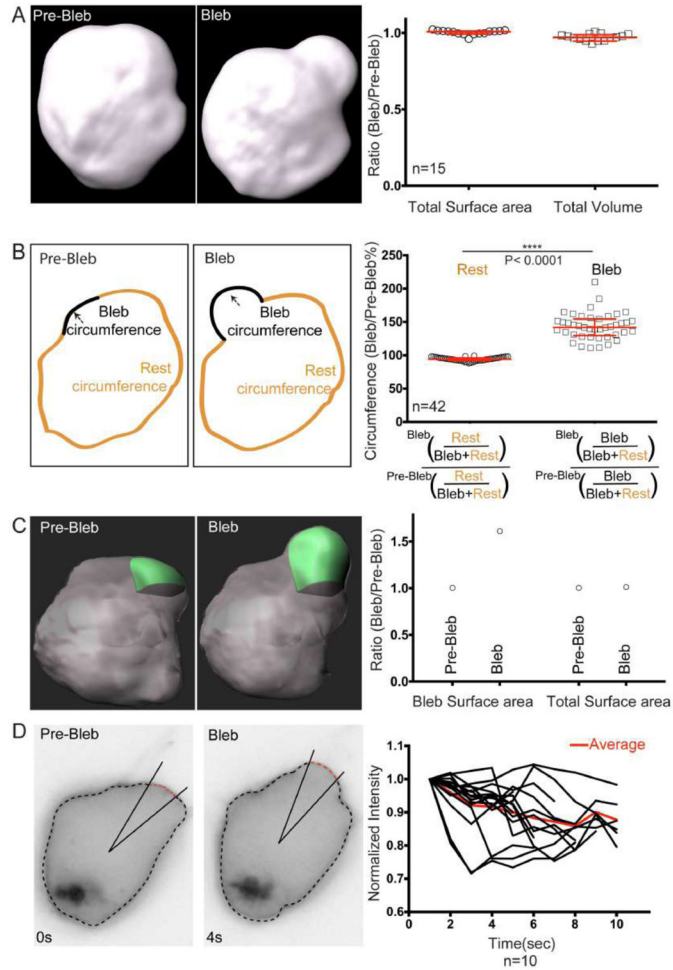 A
Pre-Bleb
Bleb
Ratio (Bleb/Pre-Bleb)
1.0
0.5
0.0
n=15
Total Surface area
Total Volume
B
Pre-Bleb
Bleb
circumference
Rest
circumference
Bleb
Bleb
circumference
Rest
circumference
Circumference (Bleb/Pre-Bleb%)
250
200
150
100
50
0
****
P< 0.0001
Rest
Bleb
n=42
Bleb( Rest / Bleb+Rest )
Pre-Bleb( Rest / Bleb+Rest )
Bleb( Bleb / Bleb+Rest )
Pre-Bleb( Bleb / Bleb+Rest )
C
Pre-Bleb
Bleb
Ratio (Bleb/Pre-Bleb)
1.5
1.0
0.5
0.0
Pre-Bleb
Bleb
Pre-Bleb
Bleb
Bleb Surface area
Total Surface area
D
Pre-Bleb
0s
Bleb
4s
Normalized Intensity
1.1
1.0
0.9
0.8
0.7
0.6
Average
0 2 4 6 8 10
Time(sec)
n=10